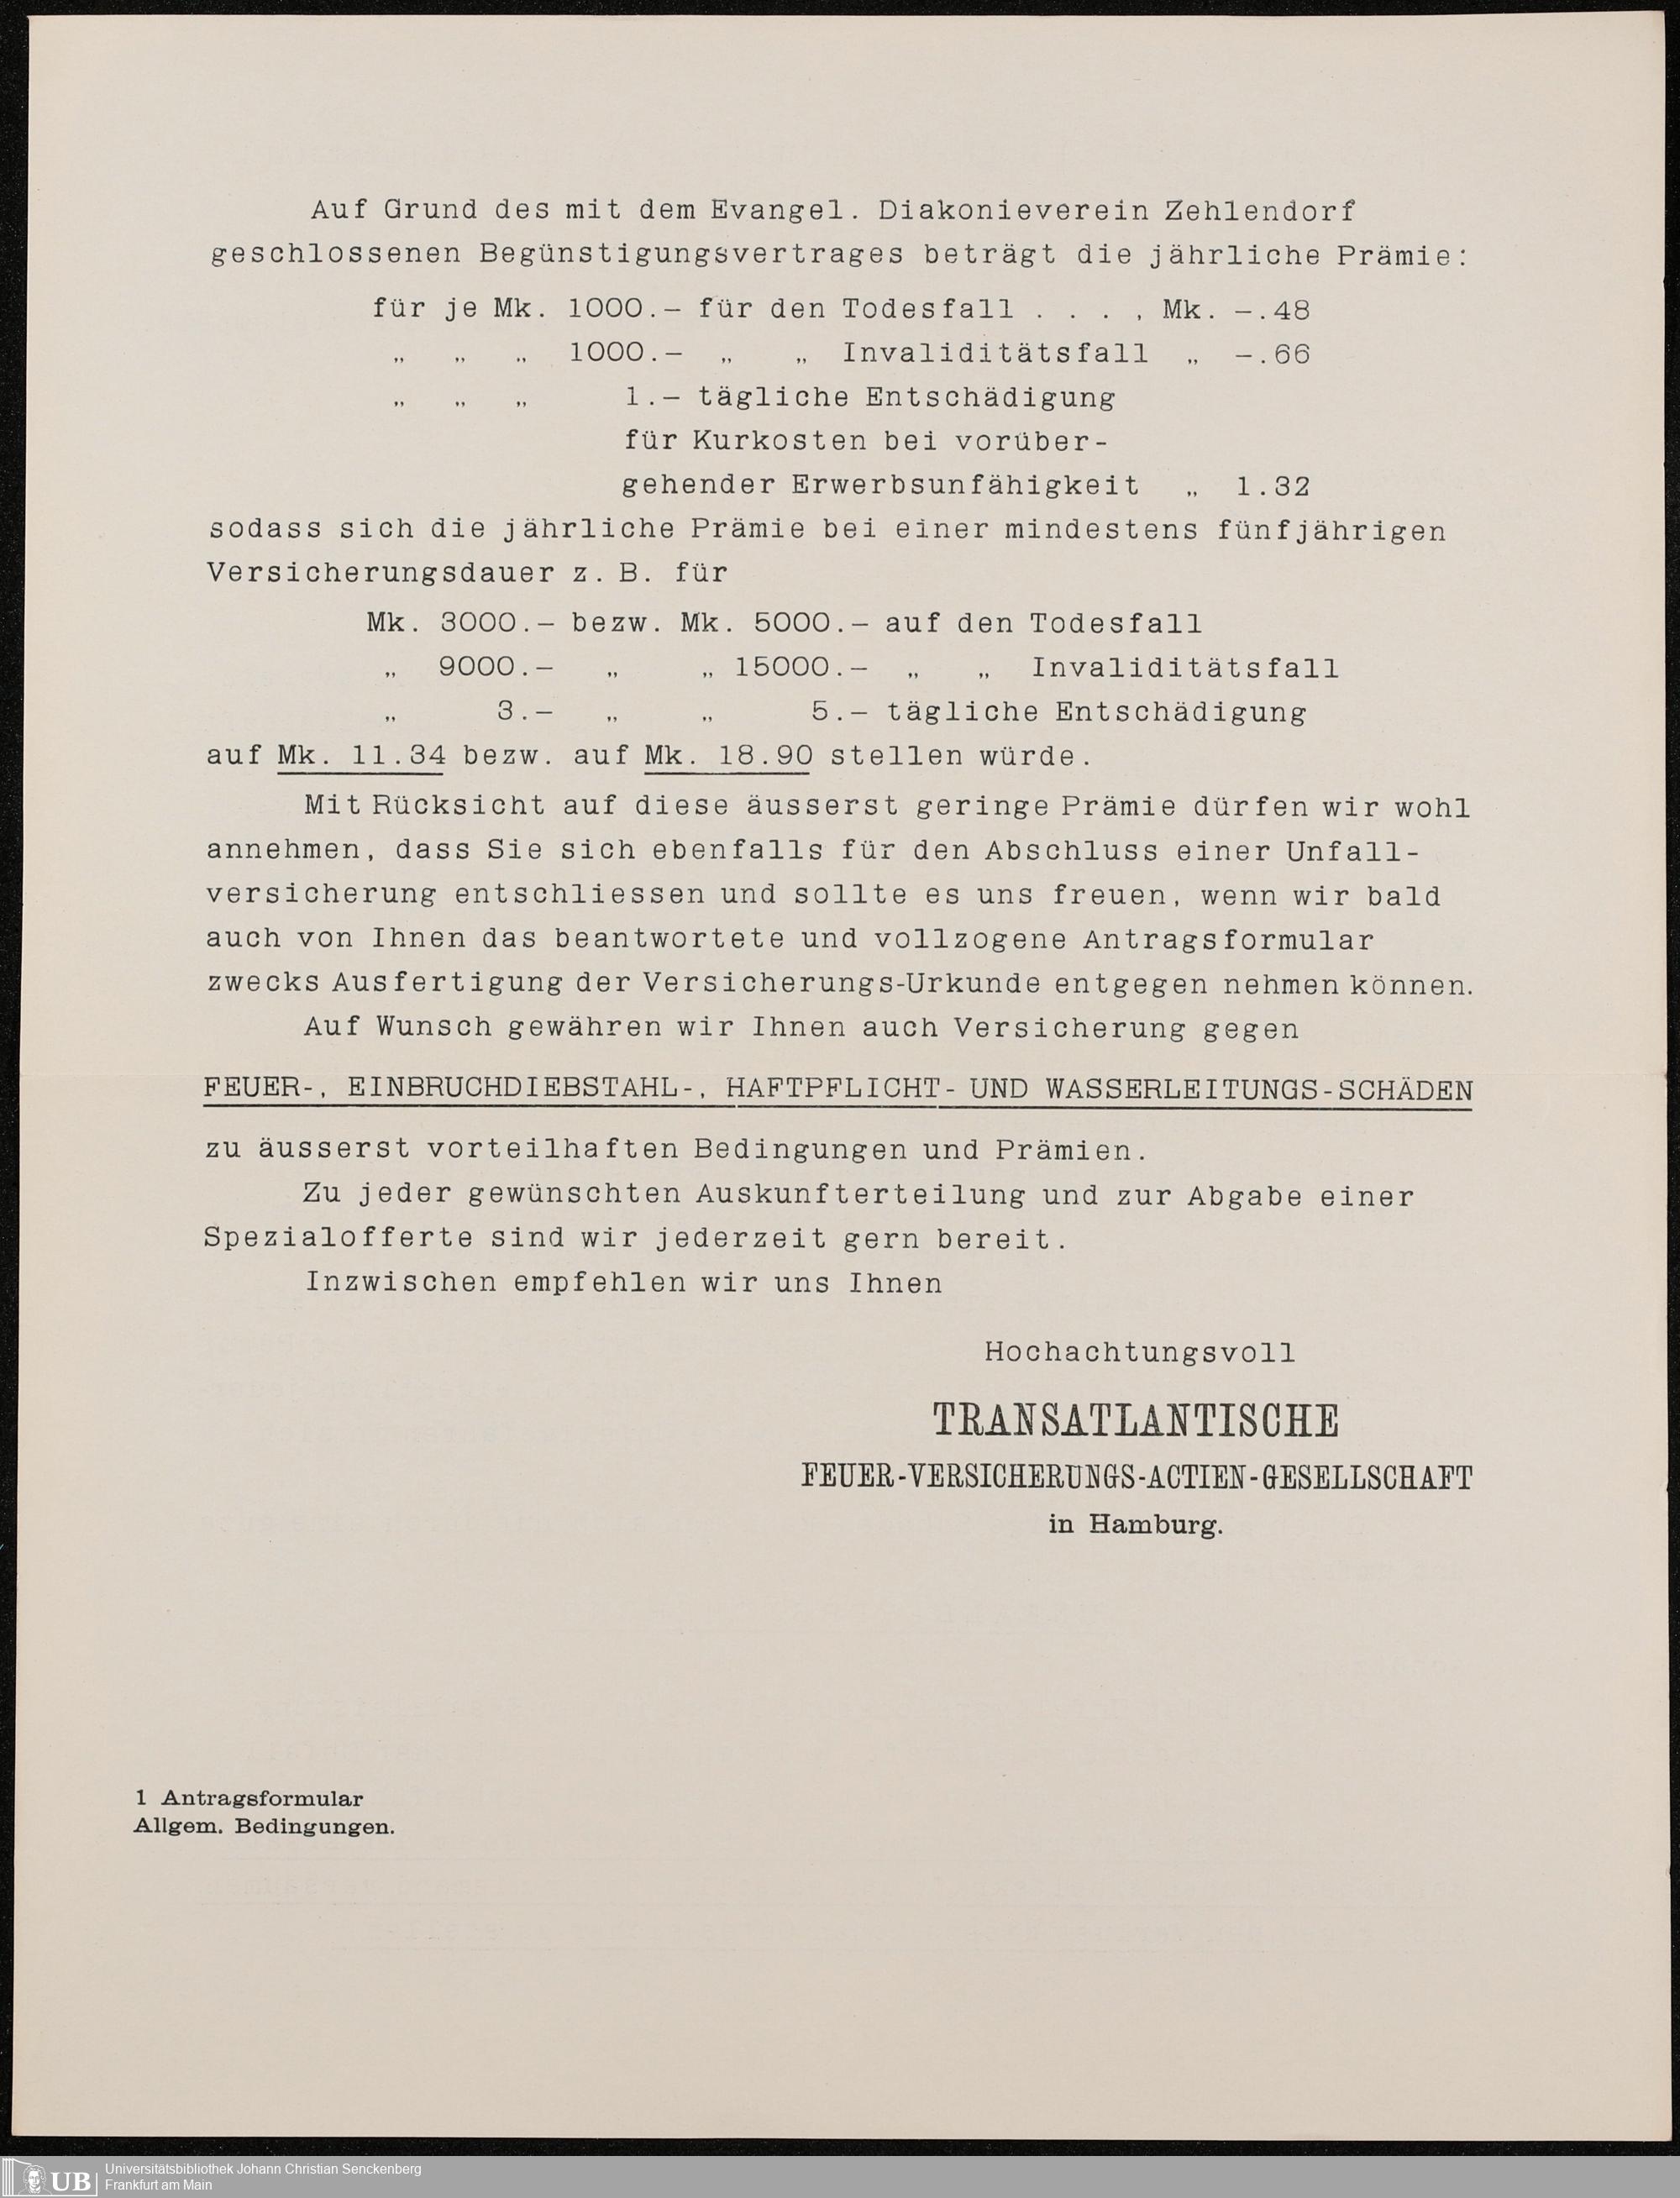 Auf Grund des mit dem Evangel. Diakonieverein Zehlendorf
geschlossenen Begünstigungsvertrages beträgt die jährliche Prämie:
für je Mk. 1000.— für den Todesfall . . . , Mk. —.48
„ „ „ 1000.— „ „ Invaliditätsfall „ —.66
„ „ „ 1.— tägliche Entschädigung
für Kurkosten bei vorüber-
gehender Erwerbsunfähigkeit „ 1.32
sodass sich die jährliche Prämie bei einer mindestens fünfjährigen
Versicherungsdauer z. B. für
Mk. 3000.— bezw. Mk. 5000.— auf den Todesfall
„ 9000.— „ „ 15000.— „ „ Invaliditätsfall
„ 3.— „ „ 5.— tägliche Entschädigung
auf Mk. 11.34 bezw. auf Mk. 18.90 stellen würde.
Mit Rücksicht auf diese äusserst geringe Prämie dürfen wir wohl
annehmen, dass Sie sich ebenfalls für den Abschluss einer Unfall-
versicherung entschliessen und sollte es uns freuen, wenn wir bald
auch von Ihnen das beantwortete und vollzogene Antragsformular
zwecks Ausfertigung der Versicherungs-Urkunde entgegen nehmen können.
Auf Wunsch gewähren wir Ihnen auch Versicherung gegen
FEUER-, EINBRUCHDIEBSTAHL-, HAFTPFLICHT- UND WASSERLEITUNGS-SCHÄDEN
zu äusserst vorteilhaften Bedingungen und Prämien.
Zu jeder gewünschten Auskunfterteilung und zur Abgabe einer
Spezialofferte sind wir jederzeit gern bereit.
Inzwischen empfehlen wir uns Ihnen
Hochachtungsvoll
TRANSATLANTISCHE
FEUER-VERSICHERUNGS-ACTIEN-GESELLSCHAFT
in Hamburg.
1 Antragsformular
Allgem. Bedingungen.
UB Universitätsbibliothek Johann Christian Senckenberg
Frankfurt am Main